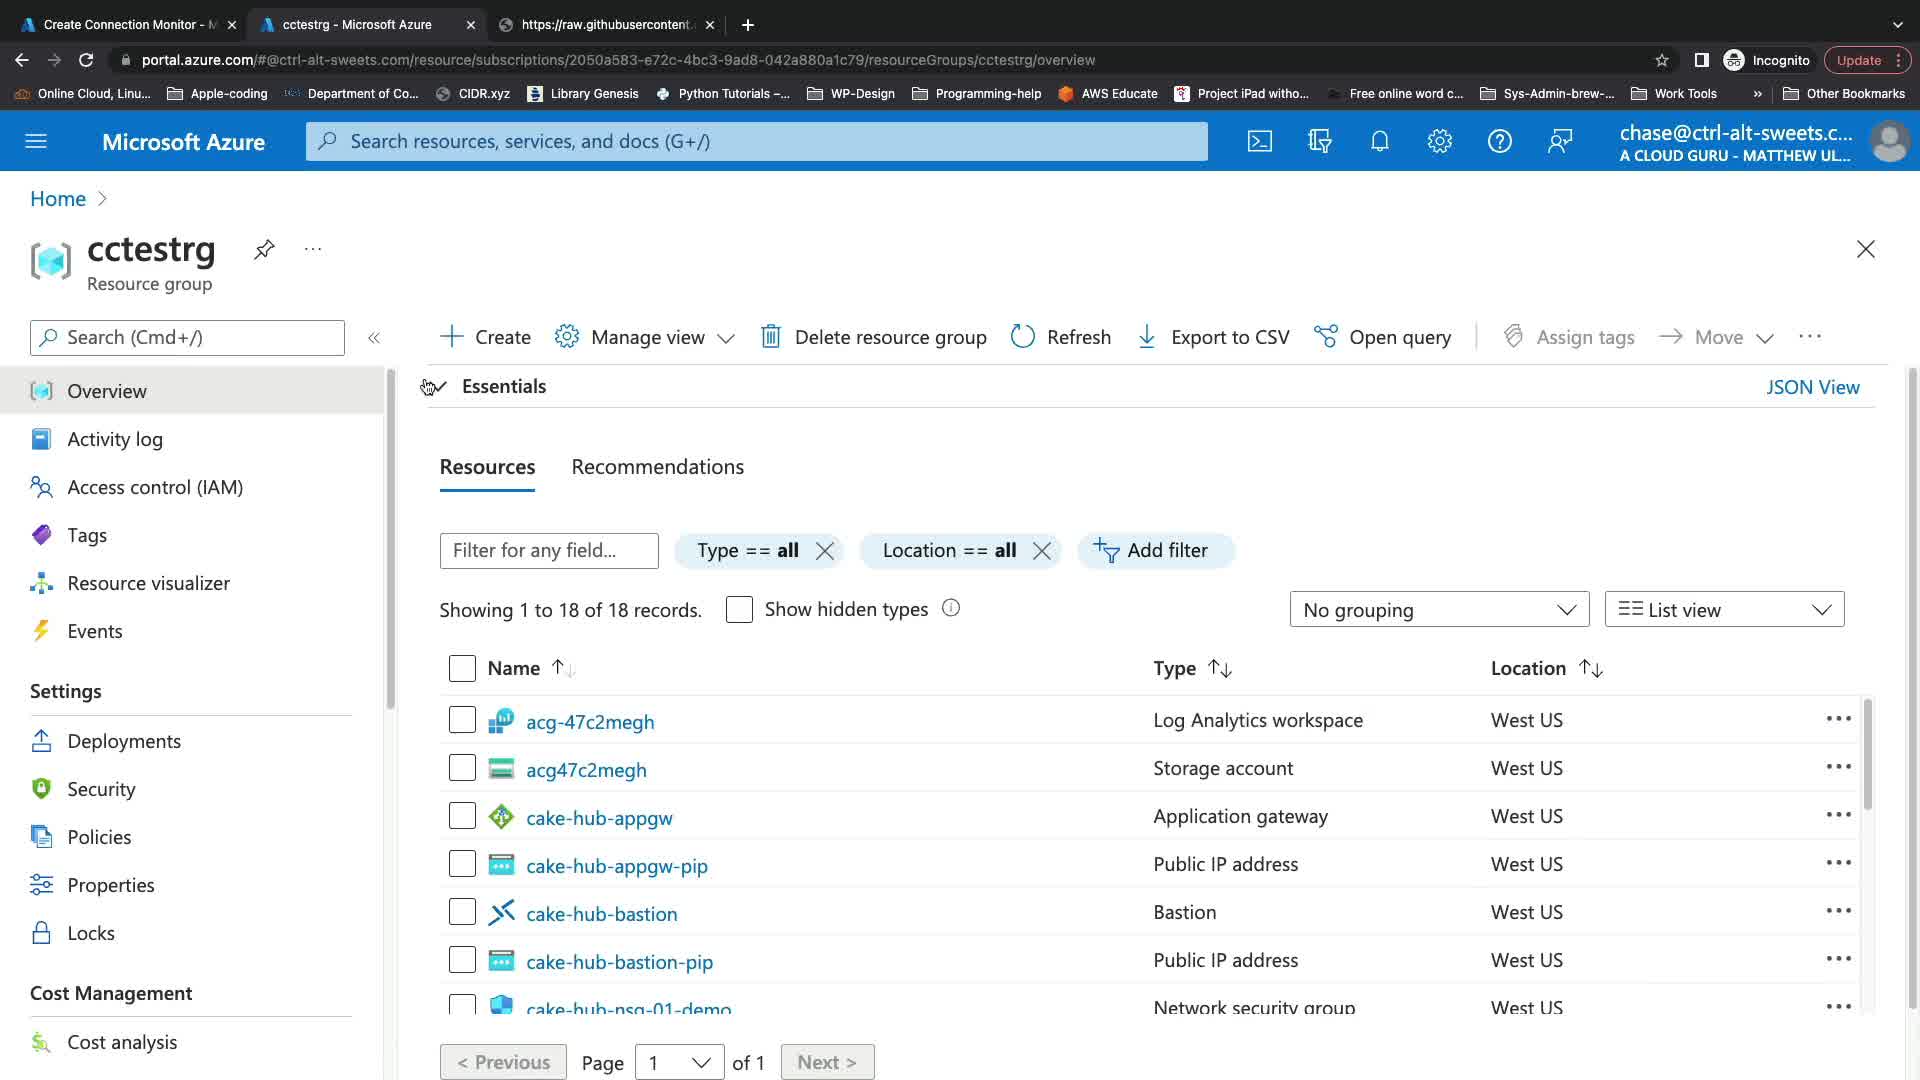 Create Connection Monitor - M
cctestrg - Microsoft Azure
https://raw.githubusercontent.
portal.azure.com/#@ctrl-alt-sweets.com/resource/subscriptions/2050a583-e72c-4bc3-9ad8-042a880a1c79/resourceGroups/cctestrg/overview
Incognito
Update
Online Cloud, Linu...
Apple-coding
Department of Co...
CIDR.xyz
Library Genesis
Python Tutorials –...
WP-Design
Programming-help
AWS Educate
Project iPad witho...
Free online word c...
Sys-Admin-brew-...
Work Tools
»
Other Bookmarks
Microsoft Azure
Search resources, services, and docs (G+/)
chase@ctrl-alt-sweets.c...
A CLOUD GURU - MATTHEW UL...
Home >
cctestrg
Resource group
Search (Cmd+/)
«
Create
Manage view
Delete resource group
Refresh
Export to CSV
Open query
Assign tags
Move
Overview
Activity log
Access control (IAM)
Tags
Resource visualizer
Events
Settings
Deployments
Security
Policies
Properties
Locks
Cost Management
Cost analysis
Essentials
JSON View
Resources
Recommendations
Filter for any field...
Type == all
Location == all
Add filter
Showing 1 to 18 of 18 records.
Show hidden types
No grouping
List view
Name Type Location
acg-47c2megh Log Analytics workspace West US
acg47c2megh Storage account West US
cake-hub-appgw Application gateway West US
cake-hub-appgw-pip Public IP address West US
cake-hub-bastion Bastion West US
cake-hub-bastion-pip Public IP address West US
cake-hub-nsg-01-demo Network security group West US
< Previous Page 1 of 1 Next >